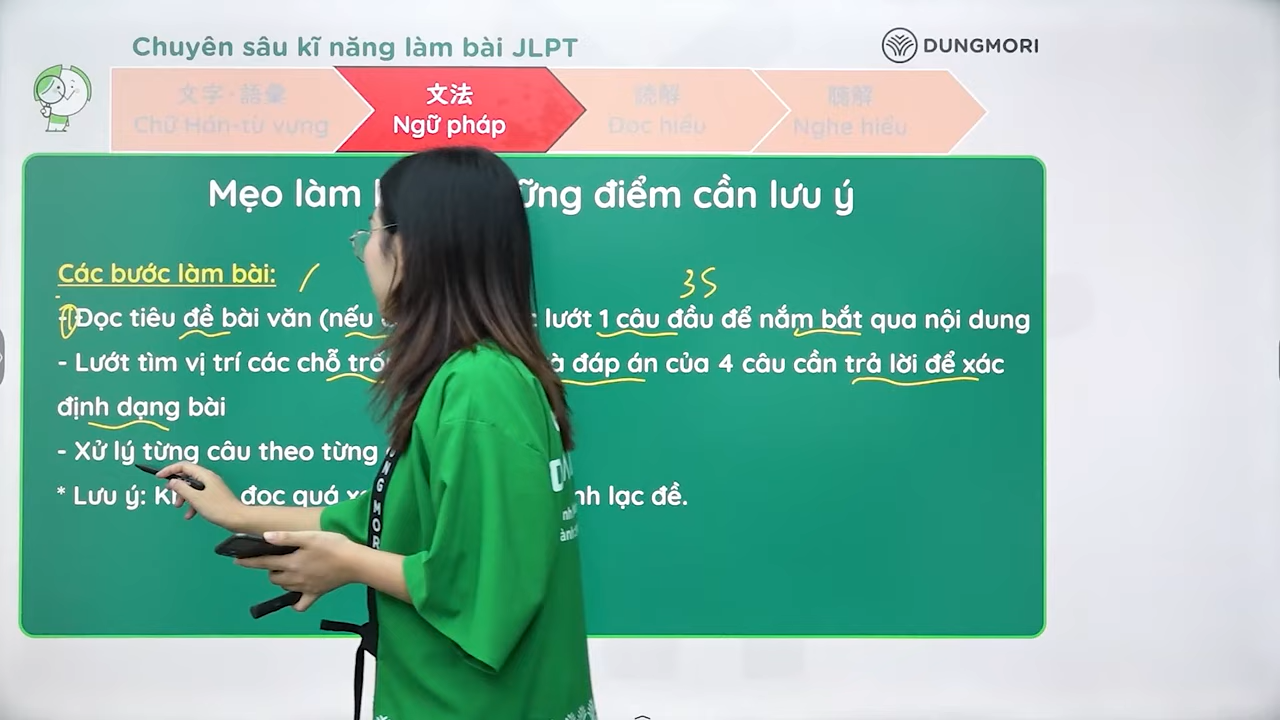 Chuyên sâu kĩ năng làm bài JLPT
DUNGMORI
文字・語彙
Chữ Hán-từ vựng
文法
Ngữ pháp
読解
Đọc hiểu
聴解
Nghe hiểu
Mẹo làm điểm cần lưu ý
Các bước làm bài:
35
Đọc tiêu đề bài văn (nếu lướt 1 câu đầu để nắm bắt qua nội dung
- Lướt tìm vị trí các chỗ đáp án của 4 câu cần trả lời để xác
định dạng bài
- Xử lý từng câu theo từng
* Lưu ý: đọc quá lạc đề.